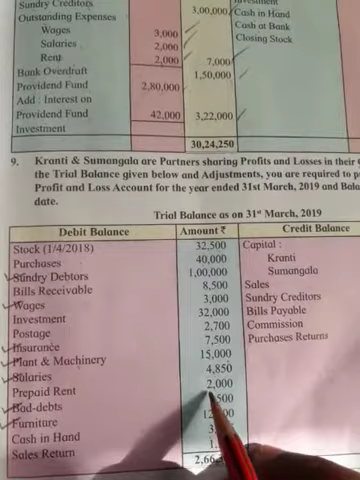 Sundry Creditors 3,00,000
Outstanding Expenses Cash in Hand
Wages 3,000 Cash at Bank
Salaries 2,000 Closing Stock
Rent 2,000 7,000
Bank Overdraft 1,50,000
Providend Fund 2,80,000
Add : Interest on
Providend Fund 42,000 3,22,000
Investment
30,24,250
9. Kranti & Sumangala are Partners sharing Profits and Losses in their
the Trial Balance given below and Adjustments, you are required to
Profit and Loss Account for the year ended 31st March, 2019 and
date.
Trial Balance as on 31st March, 2019
Debit Balance Amount ₹ Credit Balance
Stock (1/4/2018) 32,500 Capital :
Purchases 40,000 Kranti
Sundry Debtors 1,00,000 Sumangala
Bills Receivable 8,500 Sales
Wages 3,000 Sundry Creditors
Investment 32,000 Bills Payable
Postage 2,700 Commission
Insurance 7,500 Purchases Returns
Plant & Machinery 15,000
Salaries 4,850
Prepaid Rent 2,000
Bad-debts
Furniture
Cash in Hand
Sales Return